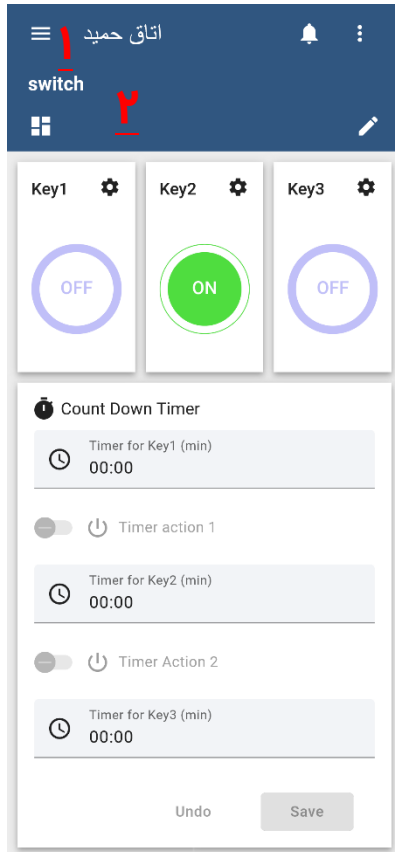 اتاق حمید ۱
switch
۲
Key1 Key2 Key3
OFF ON OFF
Count Down Timer
Timer for Key1 (min)
00:00
Timer action 1
Timer for Key2 (min)
00:00
Timer Action 2
Timer for Key3 (min)
00:00
Undo Save